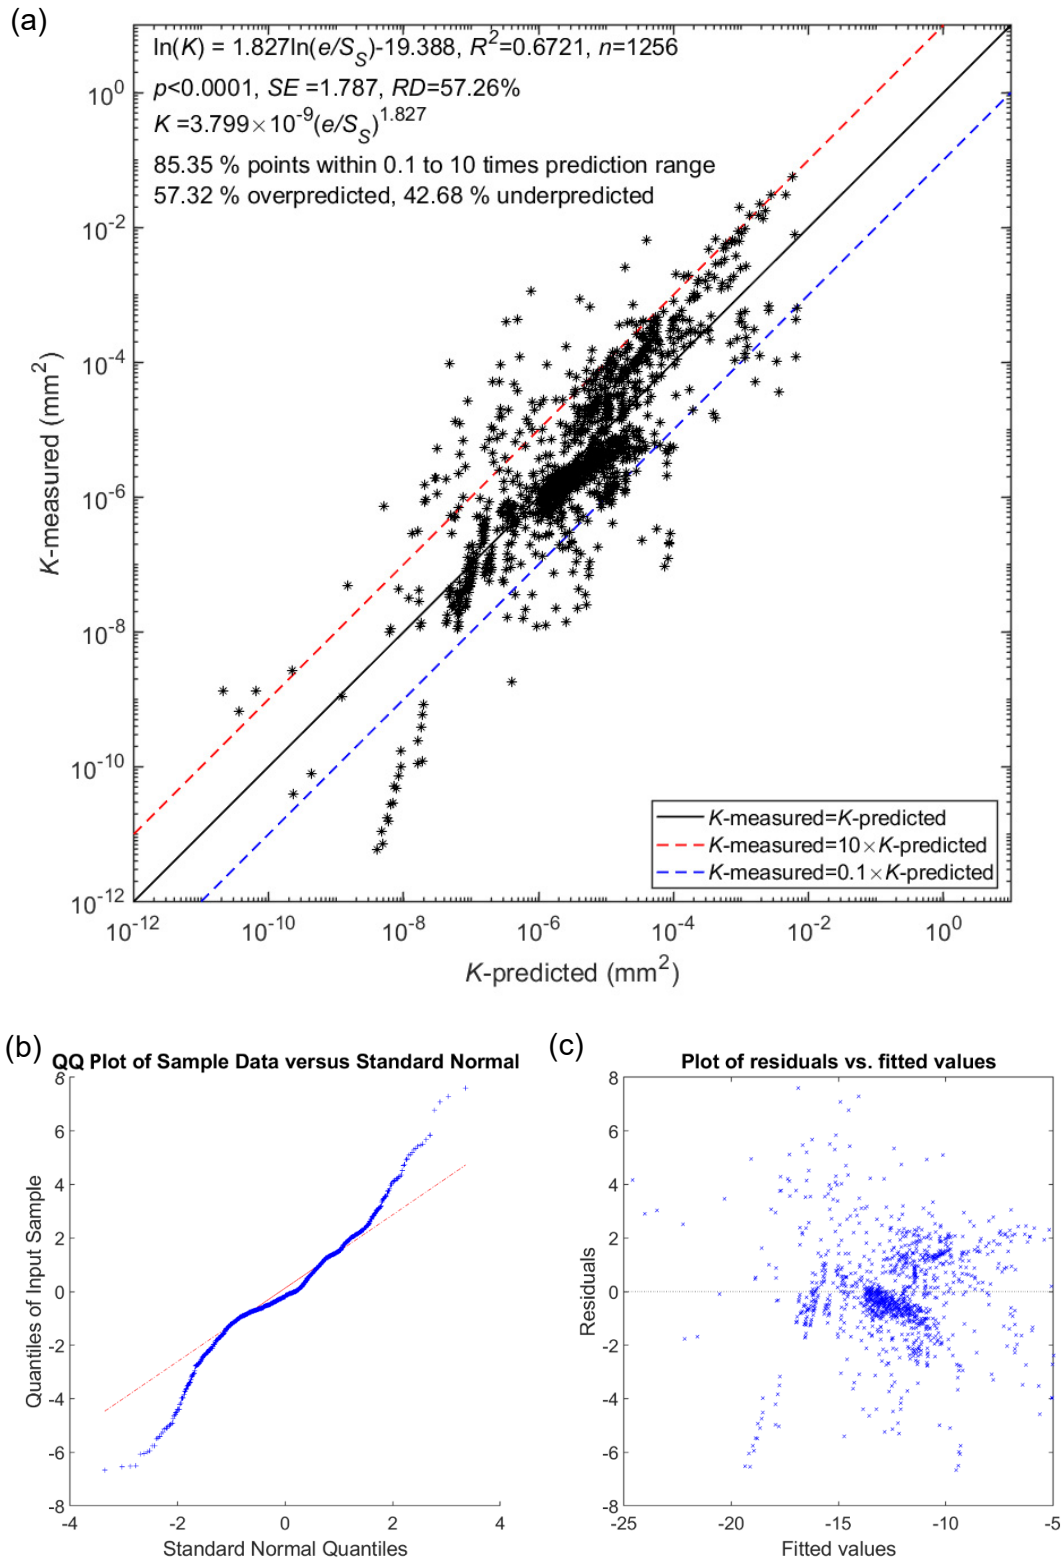 (a)
ln(K) = 1.827ln(e/S_S)-19.388, R^2=0.6721, n=1256
p<0.0001, SE =1.787, RD=57.26%
K =3.799×10^-9(e/S_S)^1.827
85.35 % points within 0.1 to 10 times prediction range
57.32 % overpredicted, 42.68 % underpredicted
10^0
10^-2
10^-4
10^-6
10^-8
10^-10
10^-12
K-measured (mm^2)
K-measured=K-predicted
K-measured=10×K-predicted
K-measured=0.1×K-predicted
10^-12 10^-10 10^-8 10^-6 10^-4 10^-2 10^0
K-predicted (mm^2)
(b)
QQ Plot of Sample Data versus Standard Normal
8
6
4
2
0
-2
-4
-6
-8
Quantiles of Input Sample
-4 -2 0 2 4
Standard Normal Quantiles
(c)
Plot of residuals vs. fitted values
8
6
4
2
0
-2
-4
-6
-8
Residuals
-25 -20 -15 -10 -5
Fitted values